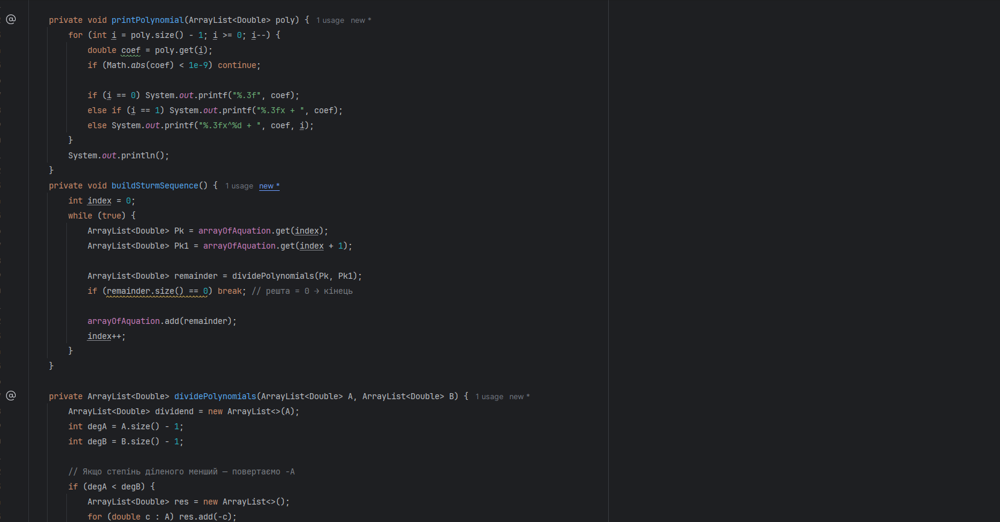 private void printPolynomial(ArrayList<Double> poly) { 1 usage new *
for (int i = poly.size() - 1; i >= 0; i--) {
double coef = poly.get(i);
if (Math.abs(coef) < 1e-9) continue;
if (i == 0) System.out.printf("%.3f", coef);
else if (i == 1) System.out.printf("%.3fx + ", coef);
else System.out.printf("%.3fx^%d + ", coef, i);
}
System.out.println();
}
private void buildSturmSequence() { 1 usage new *
int index = 0;
while (true) {
ArrayList<Double> Pk = arrayOfAquation.get(index);
ArrayList<Double> Pk1 = arrayOfAquation.get(index + 1);
ArrayList<Double> remainder = dividePolynomials(Pk, Pk1);
if (remainder.size() == 0) break; // решта = 0 → кінець
arrayOfAquation.add(remainder);
index++;
}
}
private ArrayList<Double> dividePolynomials(ArrayList<Double> A, ArrayList<Double> B) { 1 usage new *
ArrayList<Double> dividend = new ArrayList<>(A);
int degA = A.size() - 1;
int degB = B.size() - 1;
// Якщо степінь діленого менший — повертаємо -A
if (degA < degB) {
ArrayList<Double> res = new ArrayList<>();
for (double c : A) res.add(-c);